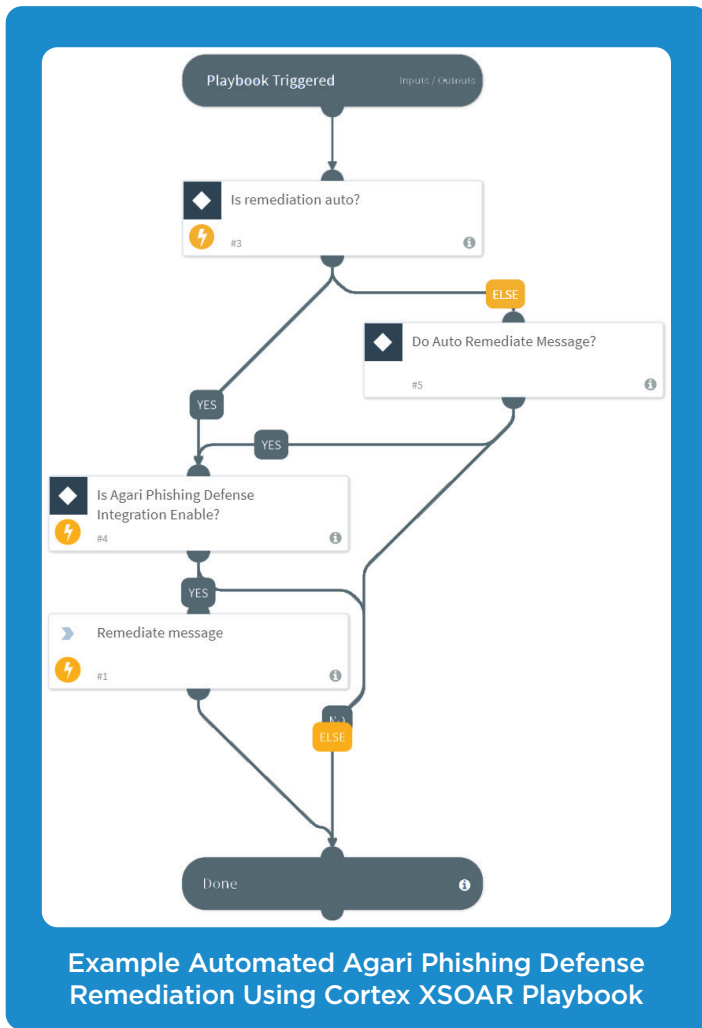 Playbook Triggered
Inputs / Outputs
Is remediation auto?
#3
ELSE
Do Auto Remediate Message?
#5
YES
YES
Is Agari Phishing Defense
Integration Enable?
#4
YES
Remediate message
#1
ELSE
Done
Example Automated Agari Phishing Defense
Remediation Using Cortex XSOAR Playbook